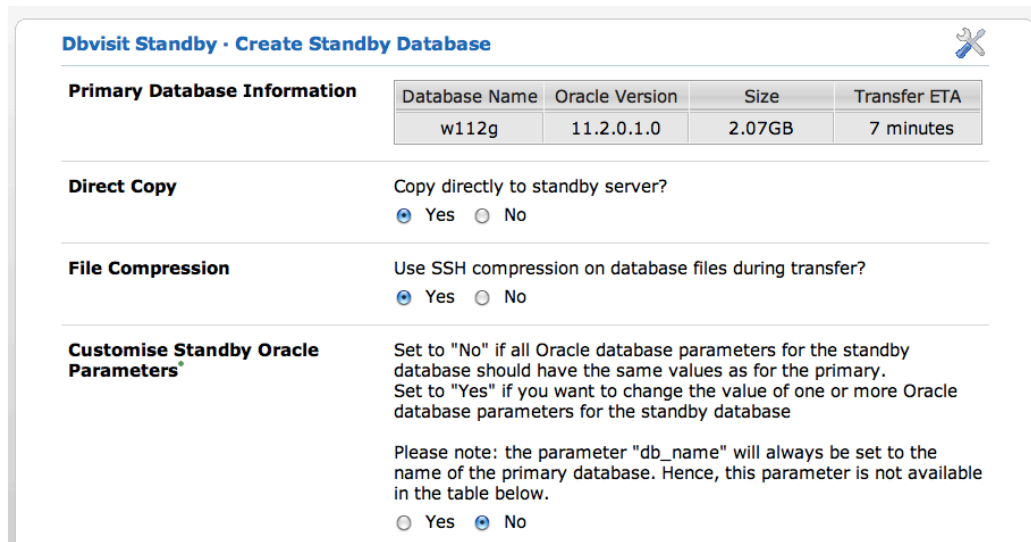 Dbvisit Standby · Create Standby Database
Primary Database Information
Database Name Oracle Version Size Transfer ETA
w112g 11.2.0.1.0 2.07GB 7 minutes
Direct Copy
Copy directly to standby server?
Yes No
File Compression
Use SSH compression on database files during transfer?
Yes No
Customise Standby Oracle
Parameters
Set to "No" if all Oracle database parameters for the standby
database should have the same values as for the primary.
Set to "Yes" if you want to change the value of one or more Oracle
database parameters for the standby database
Please note: the parameter "db_name" will always be set to the
name of the primary database. Hence, this parameter is not available
in the table below.
Yes No